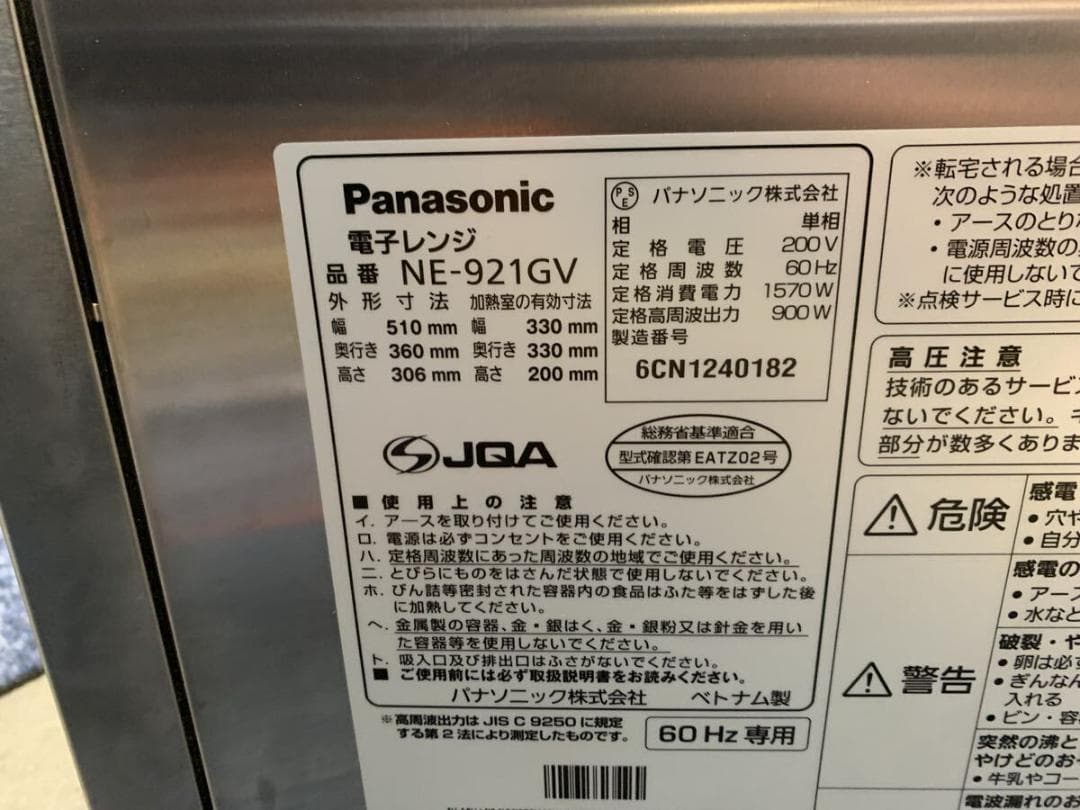 Panasonic
電子レンジ
品番 NE-921GV
外形寸法 加熱室の有効寸法
幅 510 mm 幅 330 mm
奥行き 360 mm 奥行き 330 mm
高さ 306 mm 高さ 200 mm
PSE パナソニック株式会社
相 単相
定格電圧 200V
定格周波数 60Hz
定格消費電力 1570W
定格高周波出力 900W
製造番号
6CN1240182
JQA
総務省基準適合
型式確認第EATZ02号
パナソニック株式会社
■使用上の注意
イ. アースを取り付けてご使用ください。
ロ. 電源は必ずコンセントをご使用ください。
ハ. 定格周波数にあった周波数の地域でご使用ください。
ニ. とびらにものをはさんだ状態で使用しないでください。
ホ. びん詰等密封された容器内の食品はふた等をはずした後
に加熱してください。
ヘ. 金属製の容器、金・銀はく、金・銀粉又は針金を用い
た容器等を使用しないでください。
ト. 吸入口及び排出口はふさがないでください。
■ ご使用前には必ず取扱説明書をお読みください。
パナソニック株式会社 ベトナム製
※高周波出力は JIS C 9250 に規定
する第2法により測定したものです。
60 Hz 専用
※転宅される場合
次のような処置
・アースのとり
・電源周波数の
に使用しないで
※点検サービス時に
高圧注意
技術のあるサービ
ないでください。
部分が数多くありま
危険
感電
●穴や
●自分
警告
感電の
●アース
●水など
破裂・や
●卵は必ず
●ぎんなん
入れる
●ビン・容
突然の沸と
やけどのお
●牛乳やコー
電波漏れのお